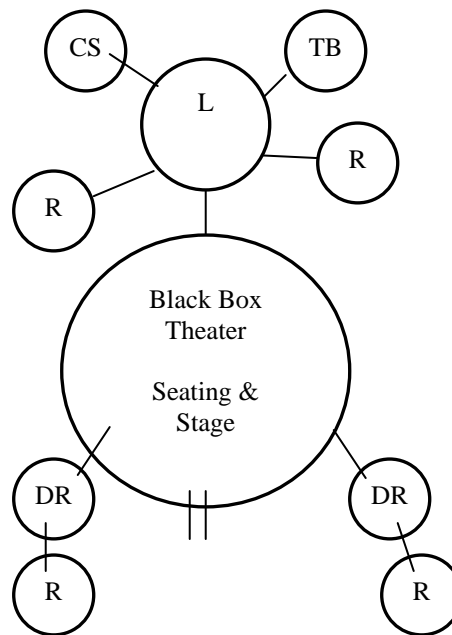 CS
TB
L
R
R
Black Box
Theater
Seating &
Stage
DR
DR
R
R